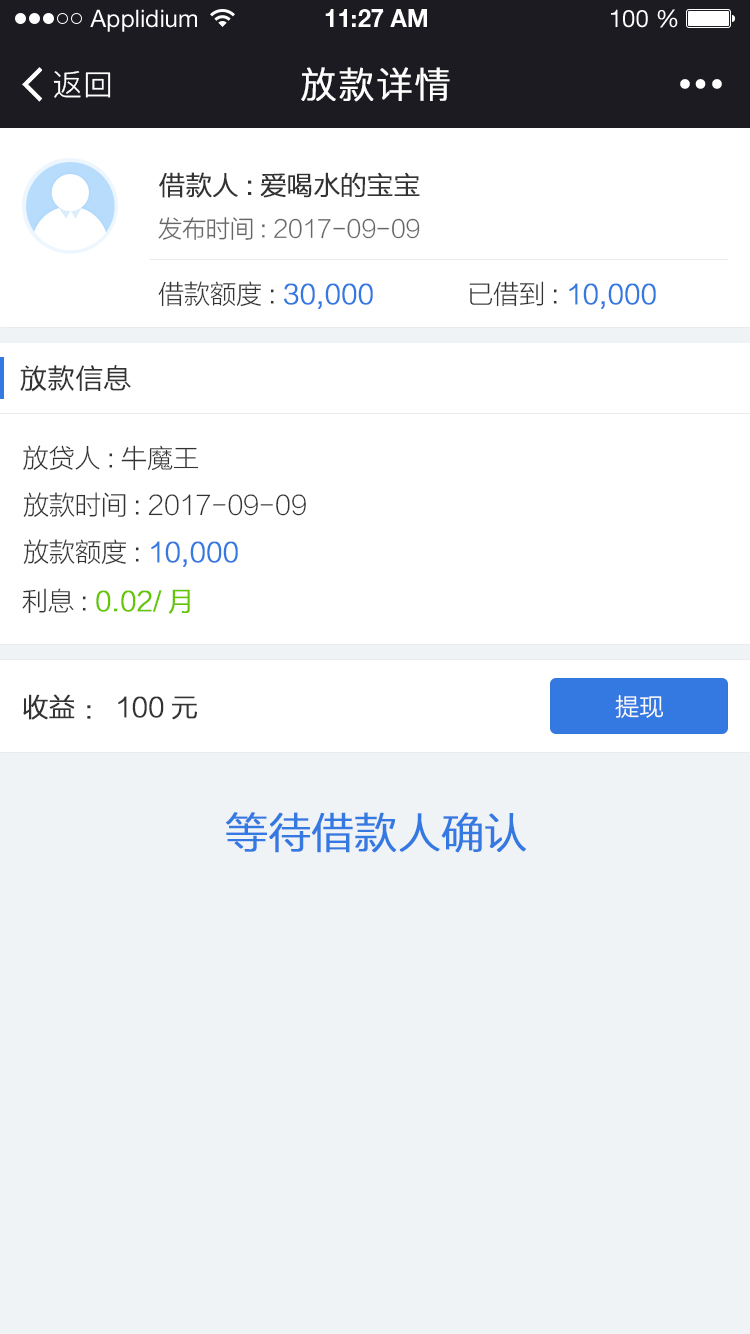 Applidium 11:27 AM 100 %
返回 放款详情
借款人 : 爱喝水的宝宝
发布时间 : 2017-09-09
借款额度 : 30,000 已借到 : 10,000
放款信息
放贷人 : 牛魔王
放款时间 : 2017-09-09
放款额度 : 10,000
利息 : 0.02/ 月
收益 : 100 元 提现
等待借款人确认